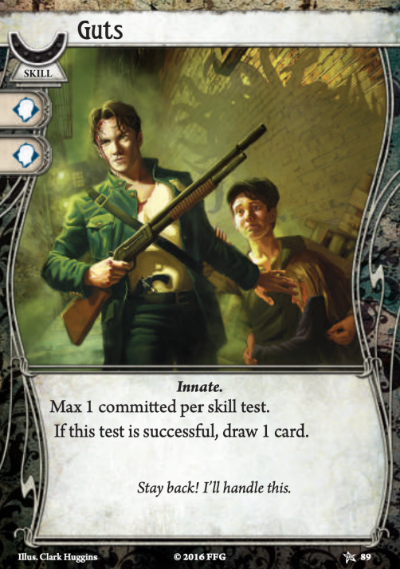 Guts
SKILL
Innate.
Max 1 committed per skill test.
If this test is successful, draw 1 card.
Stay back! I'll handle this.
Illus. Clark Huggins
© 2016 FFG
89